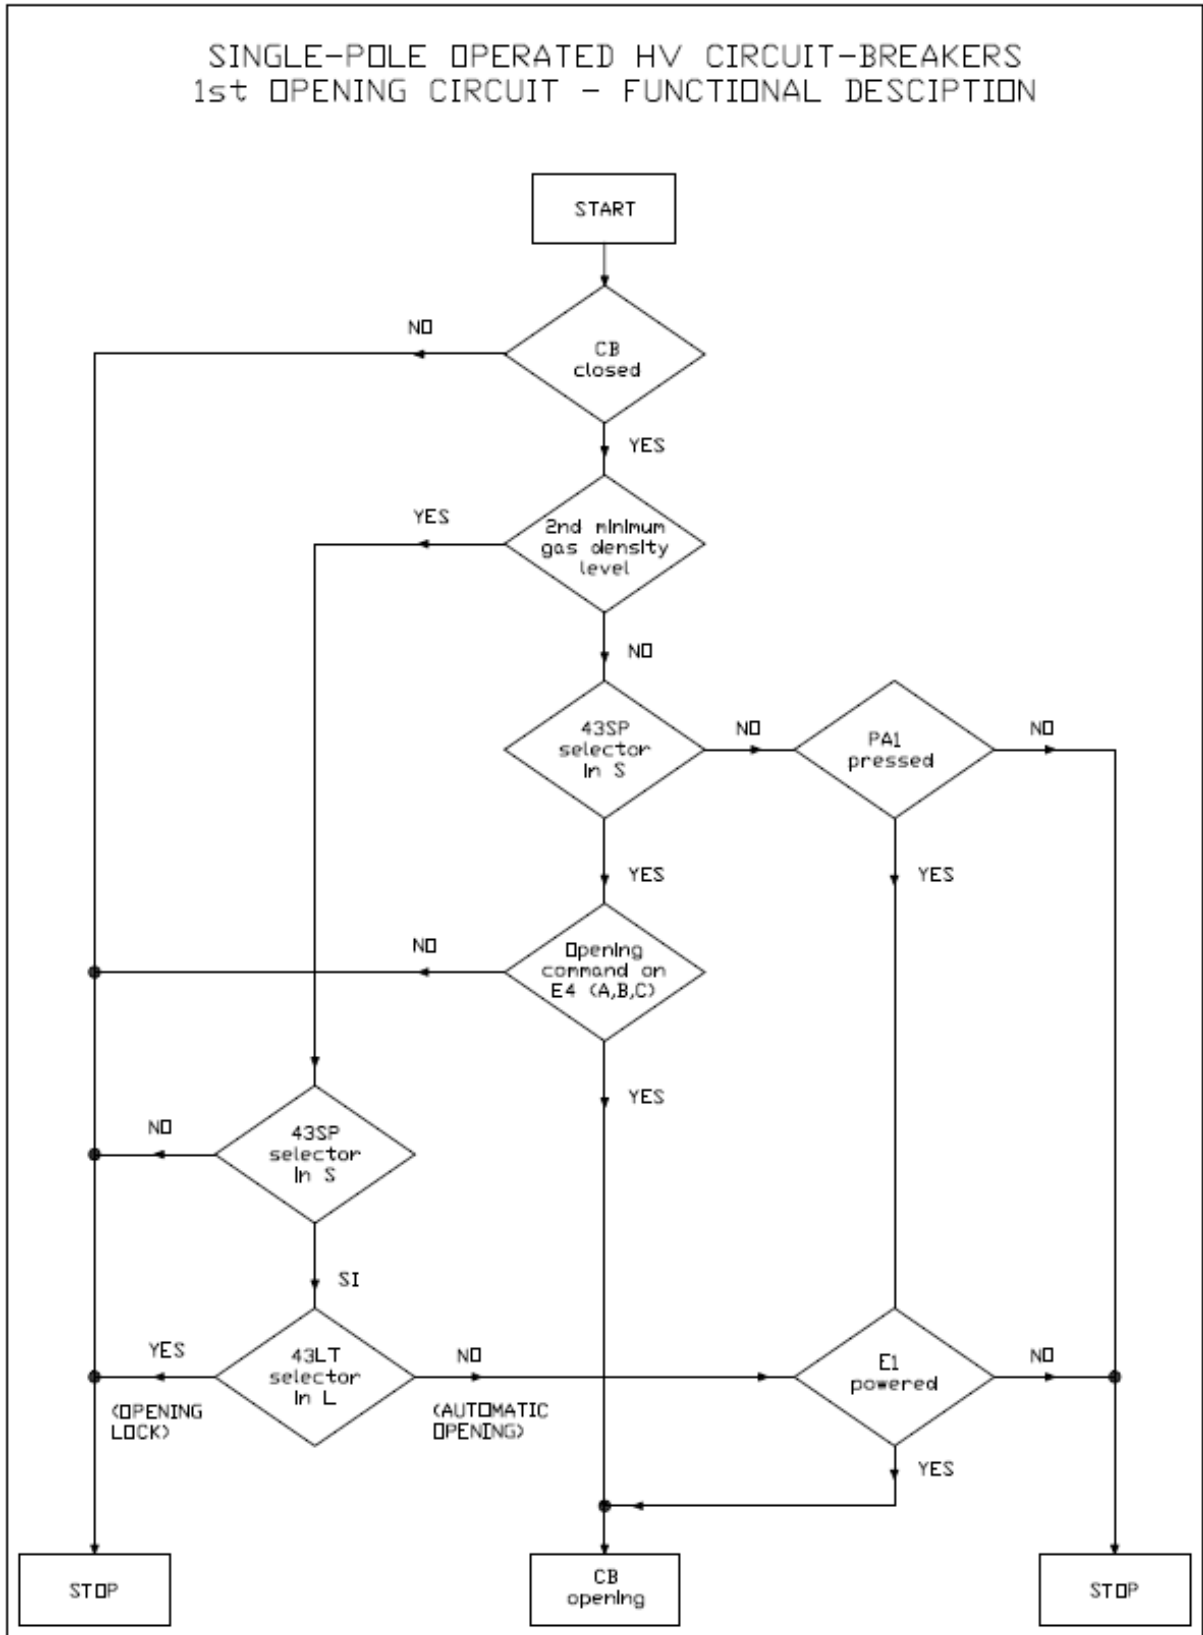 SINGLE-POLE OPERATED HV CIRCUIT-BREAKERS
1st OPENING CIRCUIT - FUNCTIONAL DESCIPTION
START
NO
CB
closed
YES
YES
2nd minimum
gas density
level
NO
43SP
selector
in S
NO
PA1
pressed
NO
YES
YES
NO
Opening
command on
E4 (A,B,C)
YES
NO
43SP
selector
in S
SI
YES
43LT
selector
in L
NO
E1
powered
NO
(OPENING
LOCK)
(AUTOMATIC
OPENING)
YES
STOP
CB
opening
STOP